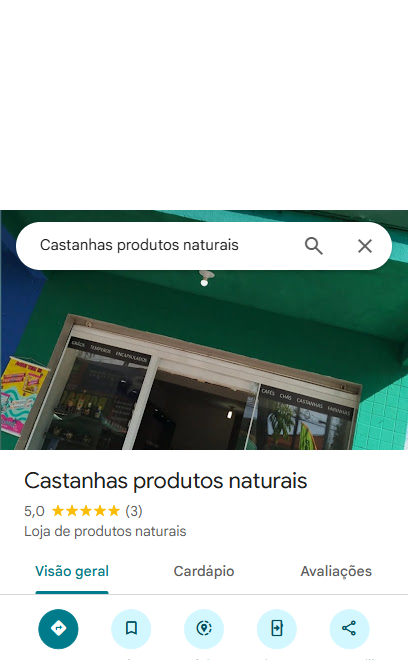 Castanhas produtos naturais
GRÃOS TEMPEROS ENCAPSULADOS
CAFÉS CHÁS CASTANHAS FARINHAS
Castanhas produtos naturais
5,0 (3)
Loja de produtos naturais
Visão geral Cardápio Avaliações